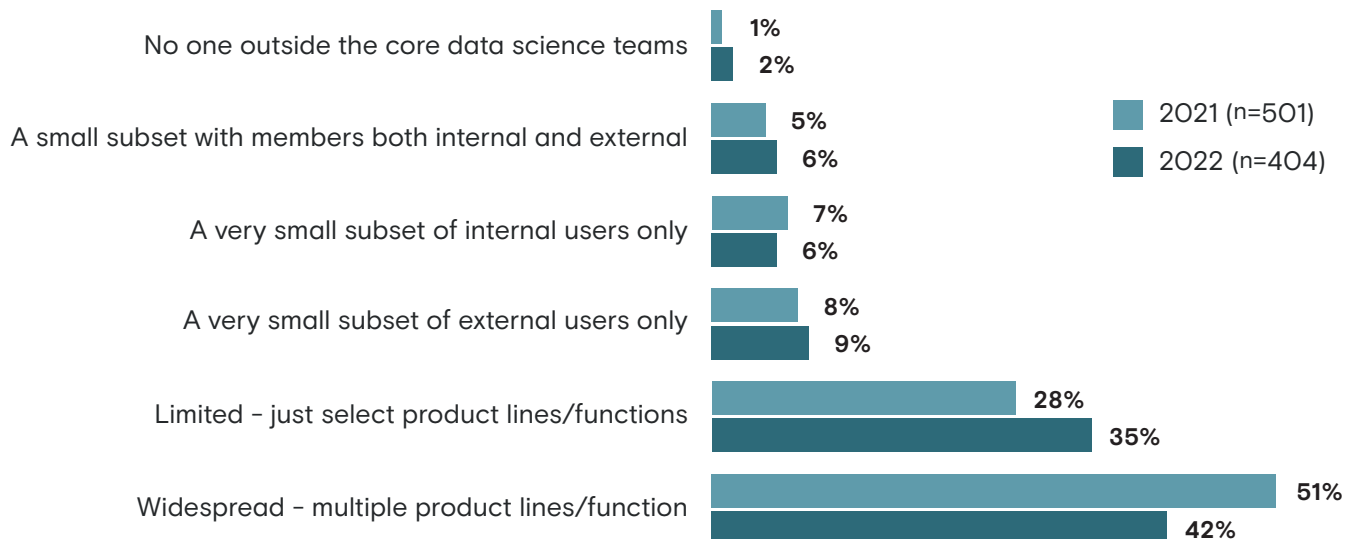 No one outside the core data science teams
1%
2%
A small subset with members both internal and external
5%
6%
2021 (n=501)
2022 (n=404)
A very small subset of internal users only
7%
6%
A very small subset of external users only
8%
9%
Limited - just select product lines/functions
28%
35%
Widespread - multiple product lines/function
51%
42%